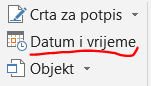 Crta za potpis
Datum i vrijeme
Objekt